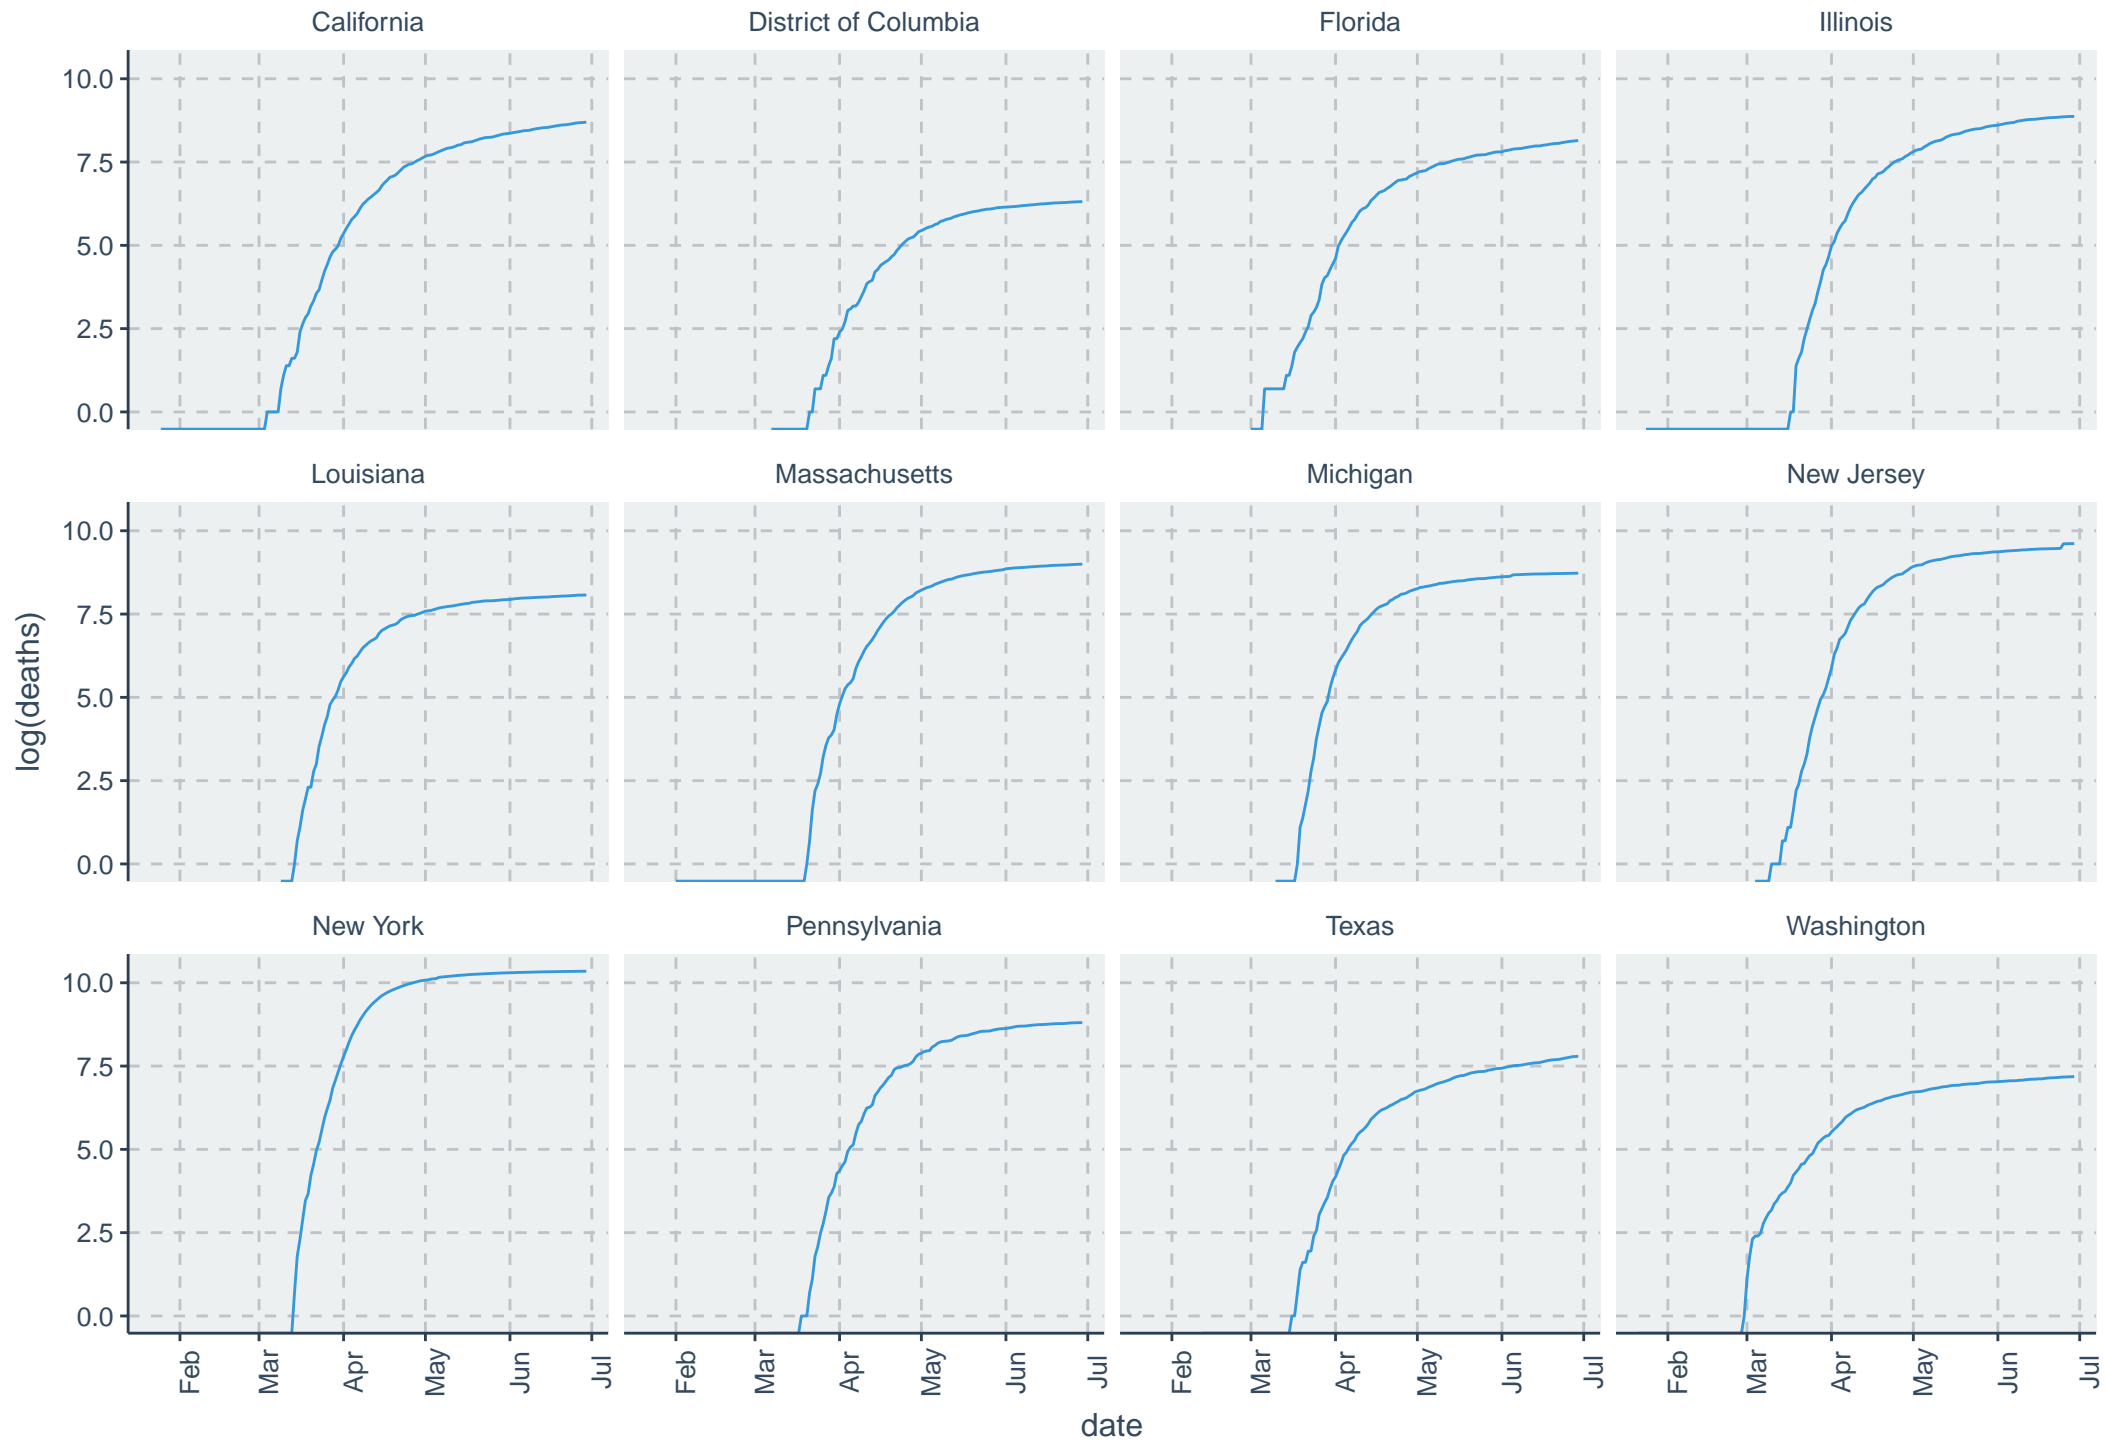 California District of Columbia Florida Illinois
10.0
7.5
5.0
2.5
0.0
Louisiana Massachusetts Michigan New Jersey
10.0
7.5
5.0
2.5
0.0
log(deaths)
New York Pennsylvania Texas Washington
10.0
7.5
5.0
2.5
0.0
Feb Mar Apr May Jun Jul Feb Mar Apr May Jun Jul Feb Mar Apr May Jun Jul Feb Mar Apr May Jun Jul
date